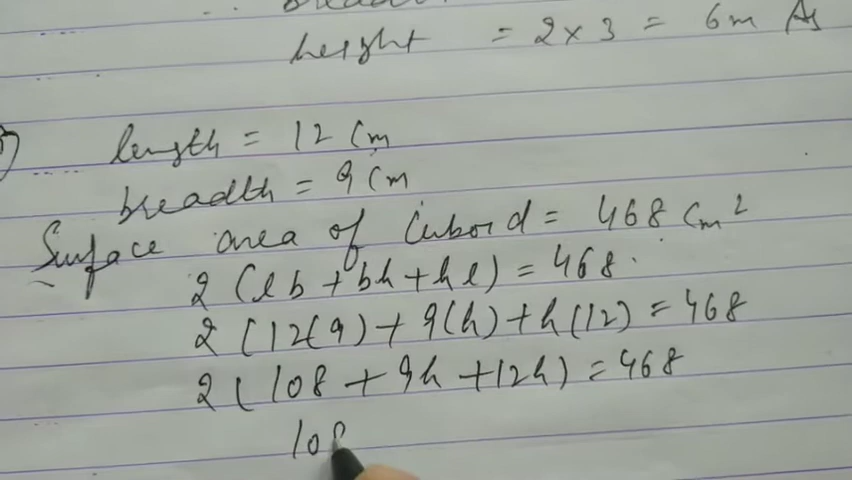 height = 2 × 3 = 6m As
length = 12 Cm
breadth = 9 Cm
Surface area of Cuboid = 468 Cm²
2 (lb + bh + hl) = 468.
2 (12(9) + 9(h) + h(12) = 468
2 ( 108 + 9h + 12h) = 468
108